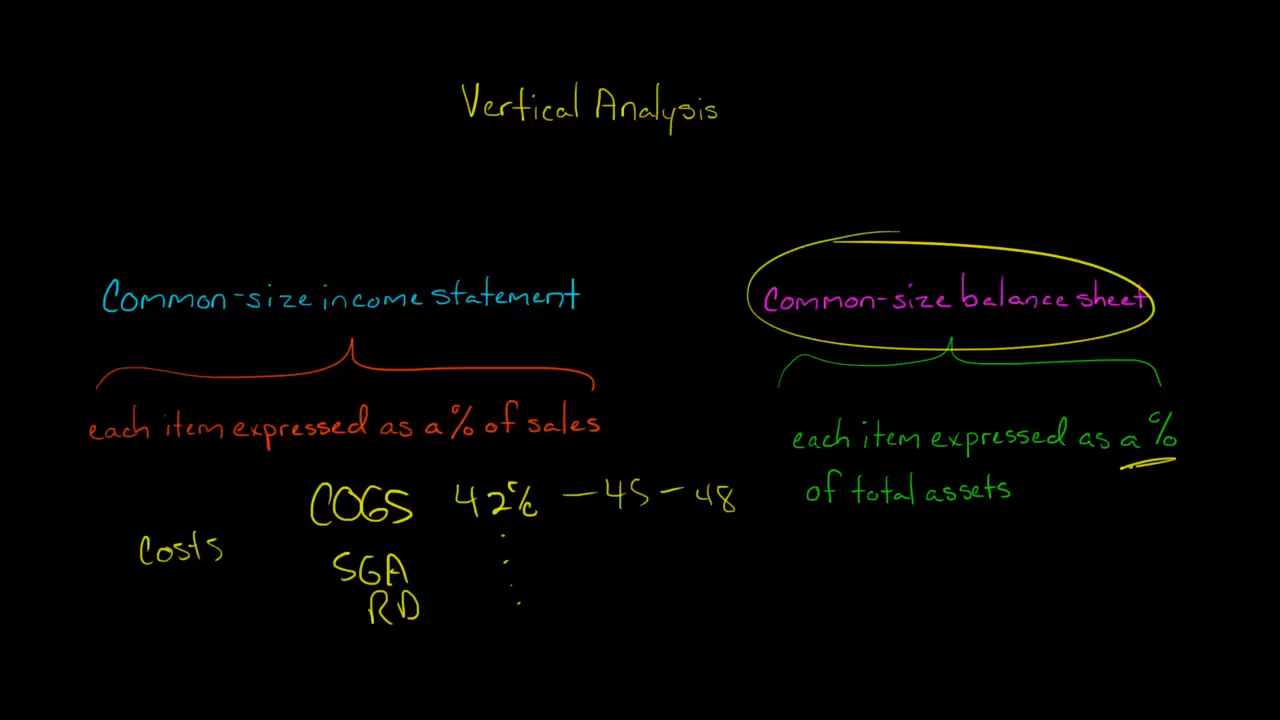 Vertical Analysis
Common-size income statement
each item expressed as a % of sales
COGS 42% - 45 - 48
Costs
SGA
RD
Common-size balance sheet
each item expressed as a %
of total assets